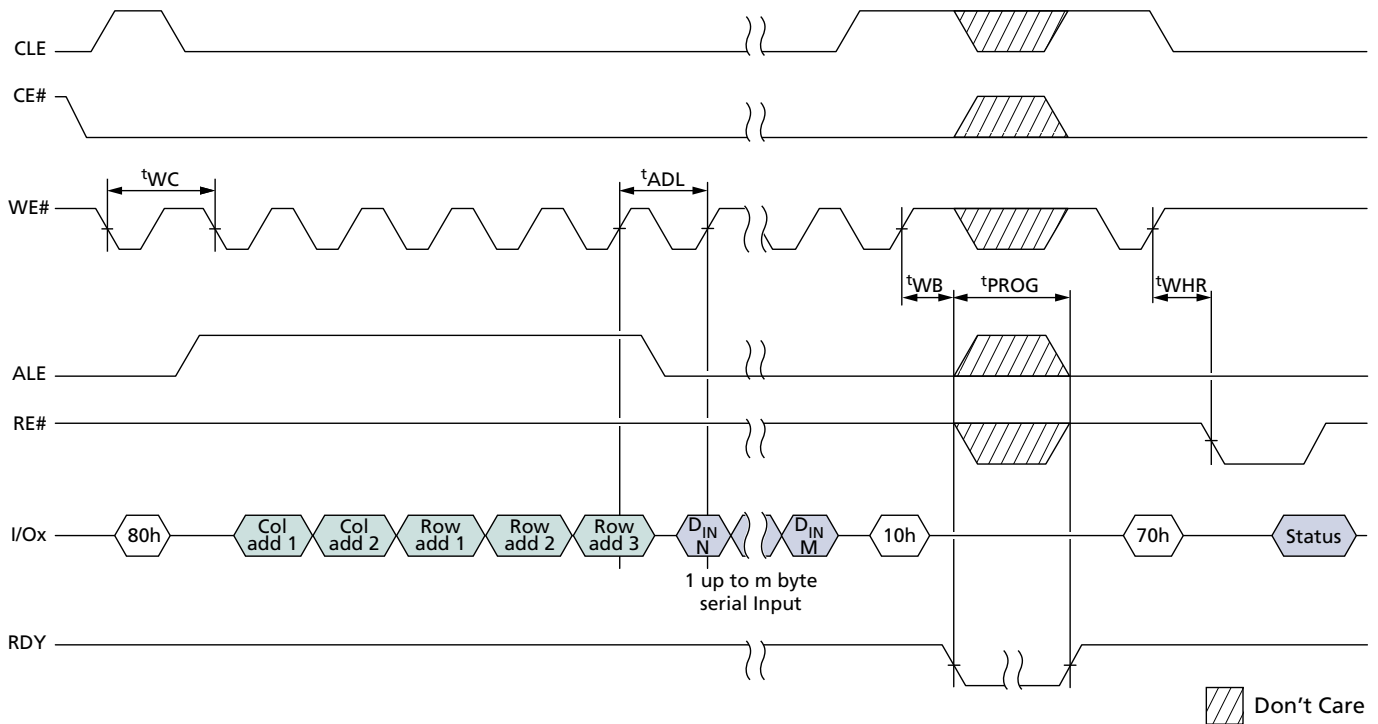 CLE
CE#
tWC
tADL
WE#
tWB
tPROG
tWHR
ALE
RE#
I/Ox
80h
Col
add 1
Col
add 2
Row
add 1
Row
add 2
Row
add 3
DIN
N
DIN
M
10h
70h
Status
1 up to m byte
serial Input
RDY
Don't Care